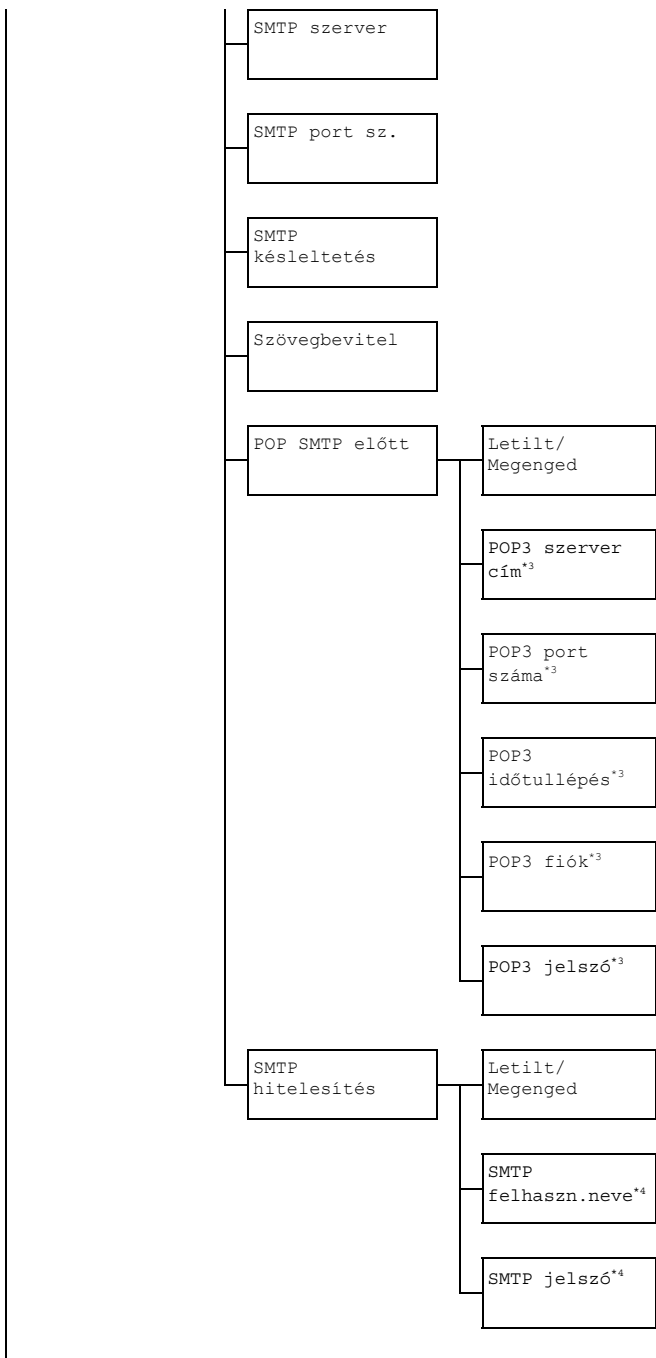 SMTP szerver
SMTP port sz.
SMTP
késleltetés
Szövegbevitel
POP SMTP előtt
Letilt/
Megenged
POP3 szerver
cím*3
POP3 port
száma*3
POP3
időtullépés*3
POP3 fiók*3
POP3 jelszó*3
SMTP
hitelesítés
Letilt/
Megenged
SMTP
felhaszn.neve*4
SMTP jelszó*4